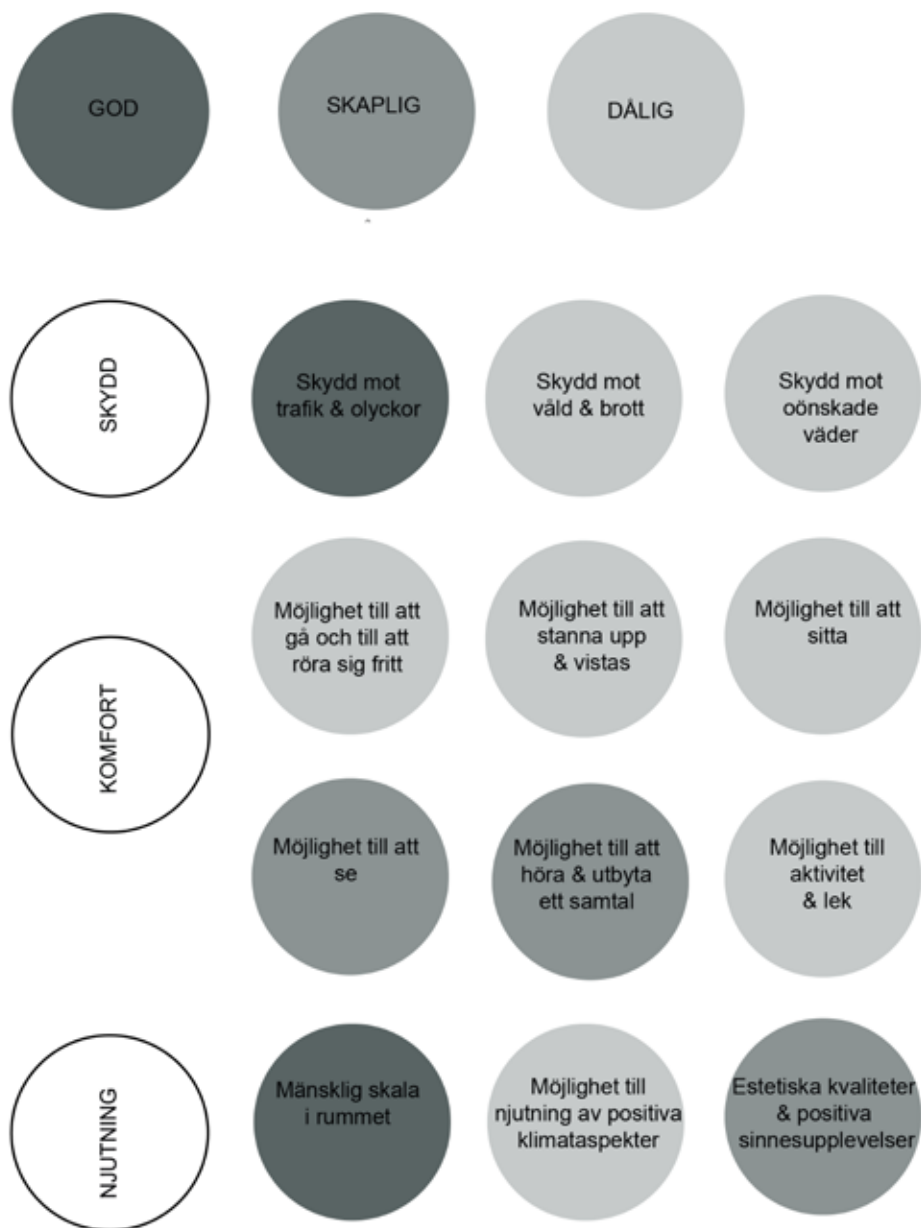 GOD
SKAPLIG
DÅLIG
SKYDD
Skydd mot
trafik & olyckor
Skydd mot
våld & brott
Skydd mot
oönskade
väder
KOMFORT
Möjlighet till att
gå och till att
röra sig fritt
Möjlighet till att
stanna upp
& vistas
Möjlighet till att
sitta
Möjlighet till att
se
Möjlighet till att
höra & utbyta
ett samtal
Möjlighet till
aktivitet
& lek
NJUTNING
Mänsklig skala
i rummet
Möjlighet till
njutning av positiva
klimataspekter
Estetiska kvaliteter
& positiva
sinnesupplevelser